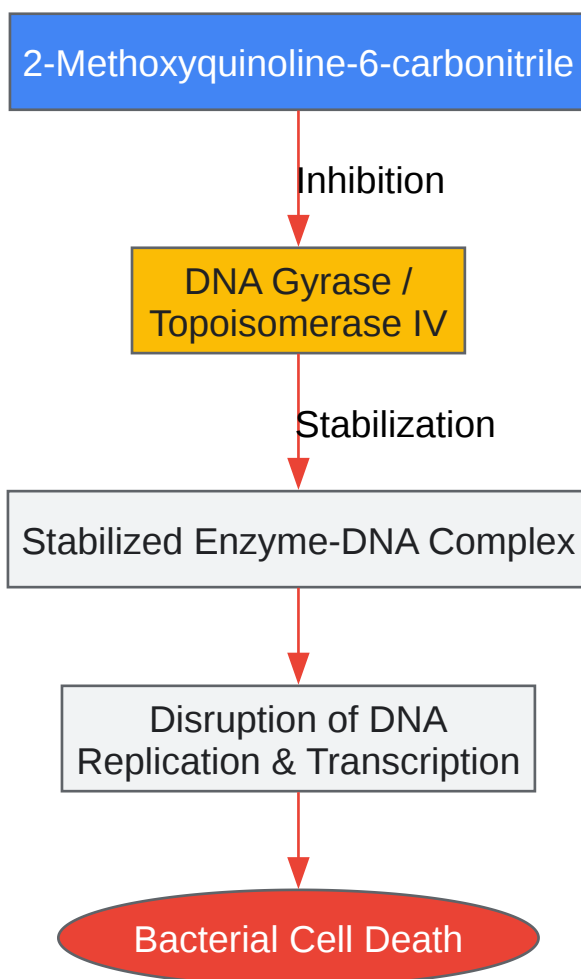 2-Methoxyquinoline-6-carbonitrile
Inhibition
DNA Gyrase /
Topoisomerase IV
Stabilization
Stabilized Enzyme-DNA Complex
Disruption of DNA
Replication & Transcription
Bacterial Cell Death